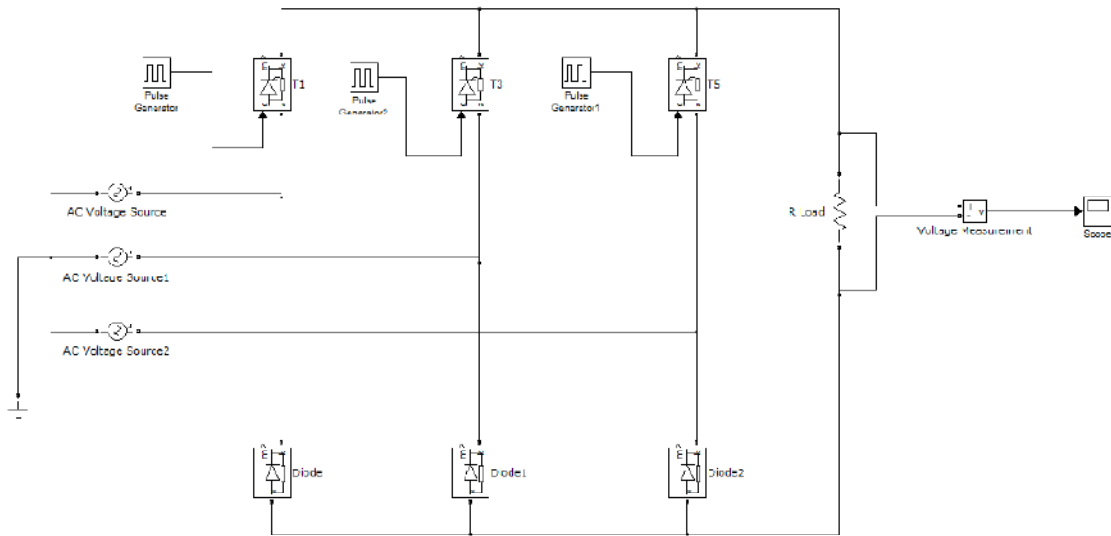 T1
T3
T5
Pulse
Generator
Pulse
Generator2
Pulse
Generator1
AC Voltage Source
R Load
Voltage Measurement
Scope
AC Voltage Source1
AC Voltage Source2
Diode
Diode1
Diode2